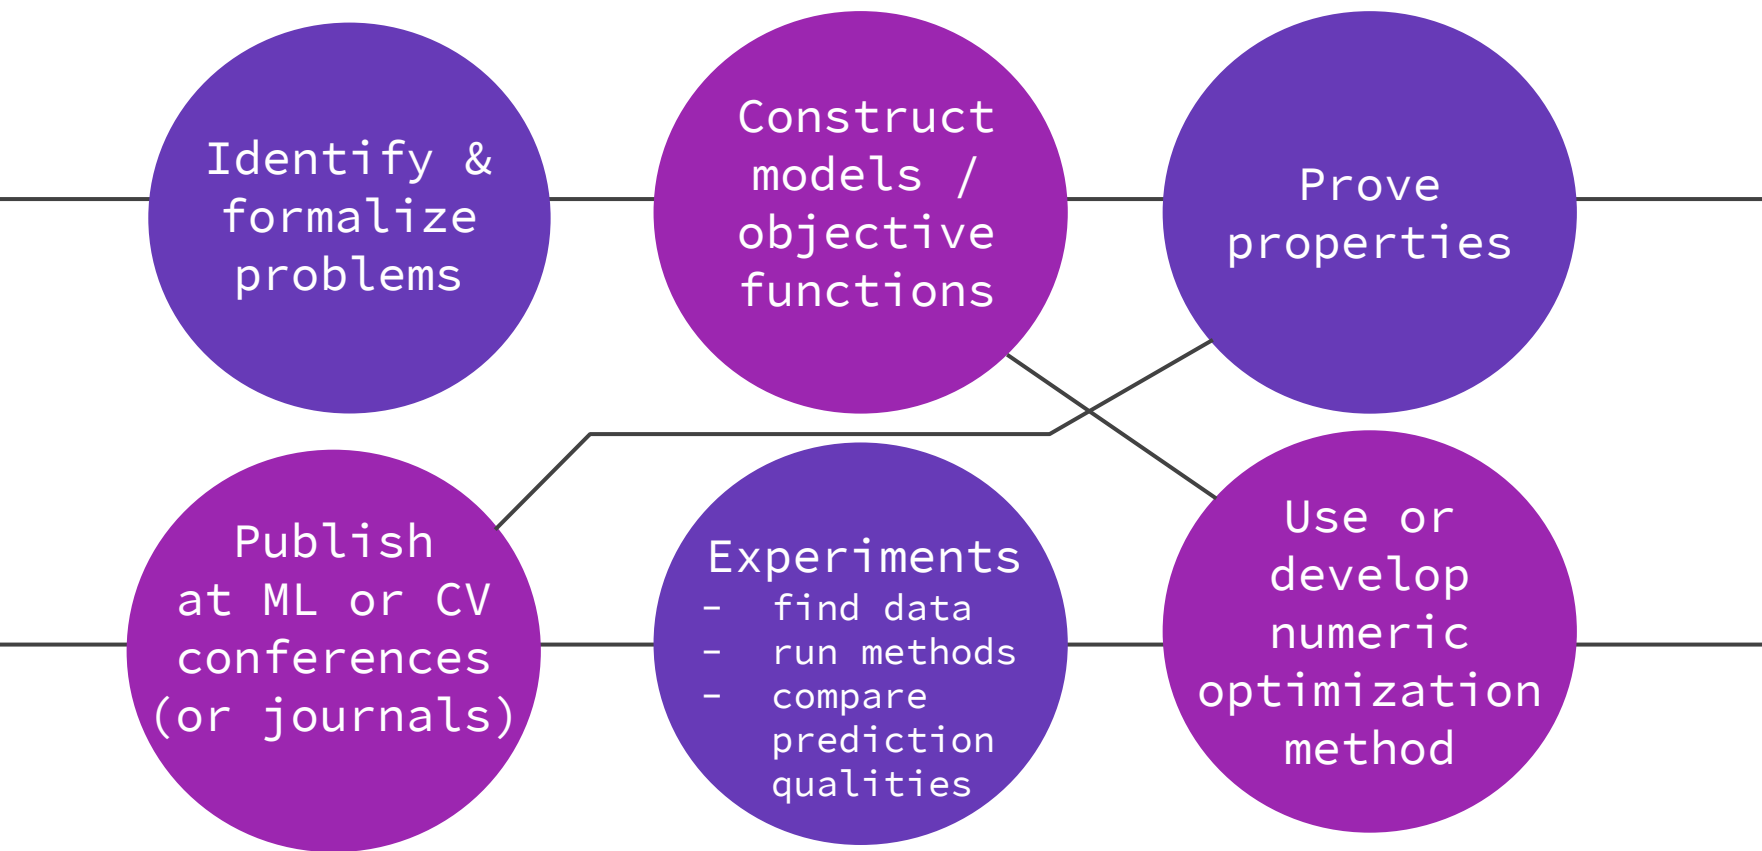 Identify &
formalize
problems
Construct
models /
objective
functions
Prove
properties
Publish
at ML or CV
conferences
(or journals)
Experiments
- find data
- run methods
- compare
prediction
qualities
Use or
develop
numeric
optimization
method